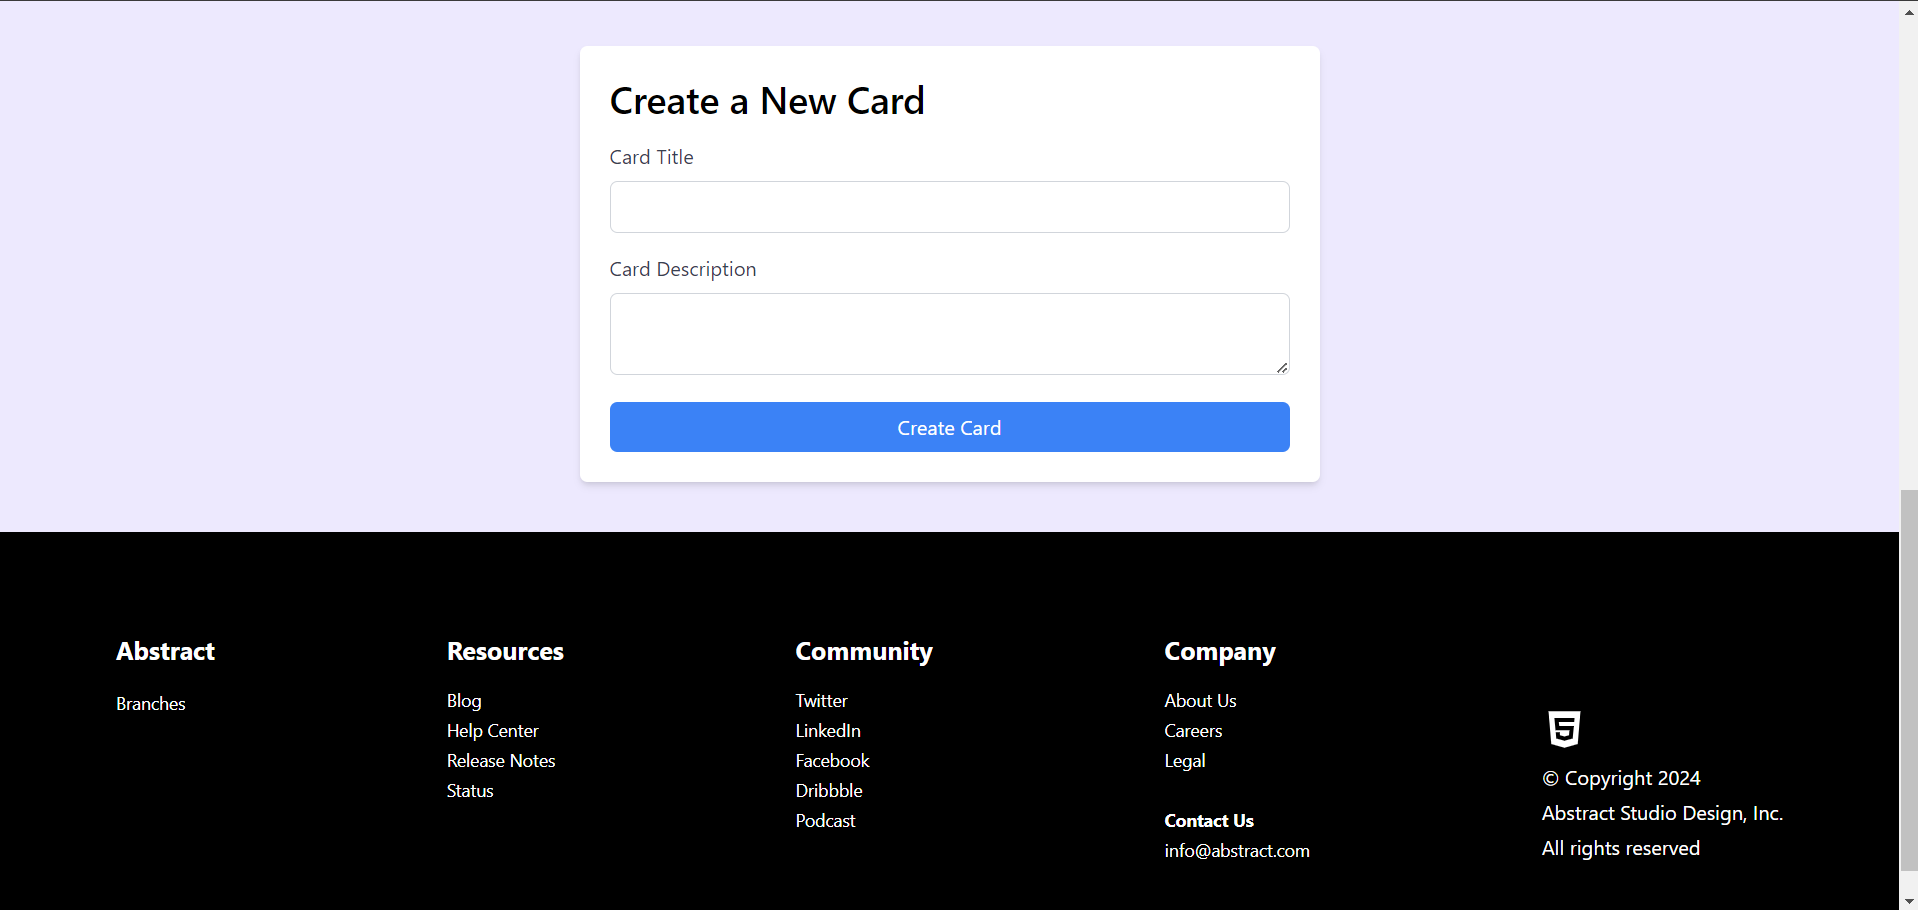 Create a New Card
Card Title
Card Description
Create Card
Abstract
Branches
Resources
Blog
Help Center
Release Notes
Status
Community
Twitter
LinkedIn
Facebook
Dribbble
Podcast
Company
About Us
Careers
Legal
Contact Us
info@abstract.com
5
© Copyright 2024
Abstract Studio Design, Inc.
All rights reserved